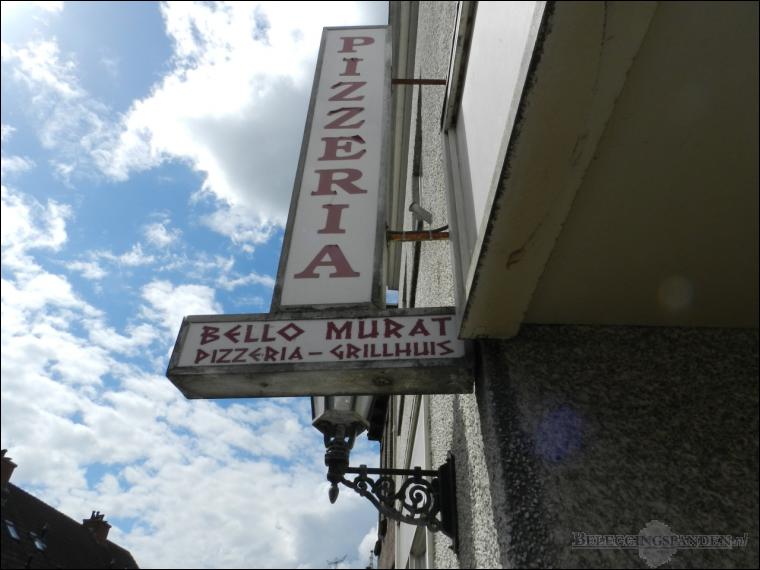 PIZZERIA
BELLO MURAT
PIZZERIA - GRILLHUIS
BELEGGINGSPANDEN.nl